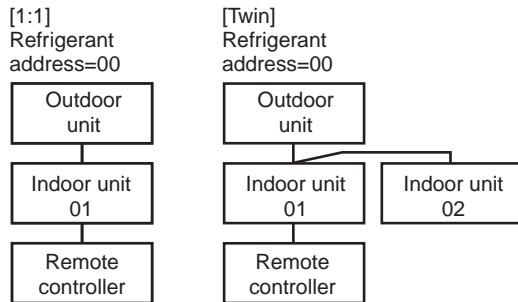 [1:1]
Refrigerant
address=00
Outdoor
unit
Indoor unit
01
Remote
controller
[Twin]
Refrigerant
address=00
Outdoor
unit
Indoor unit
01
Indoor unit
02
Remote
controller